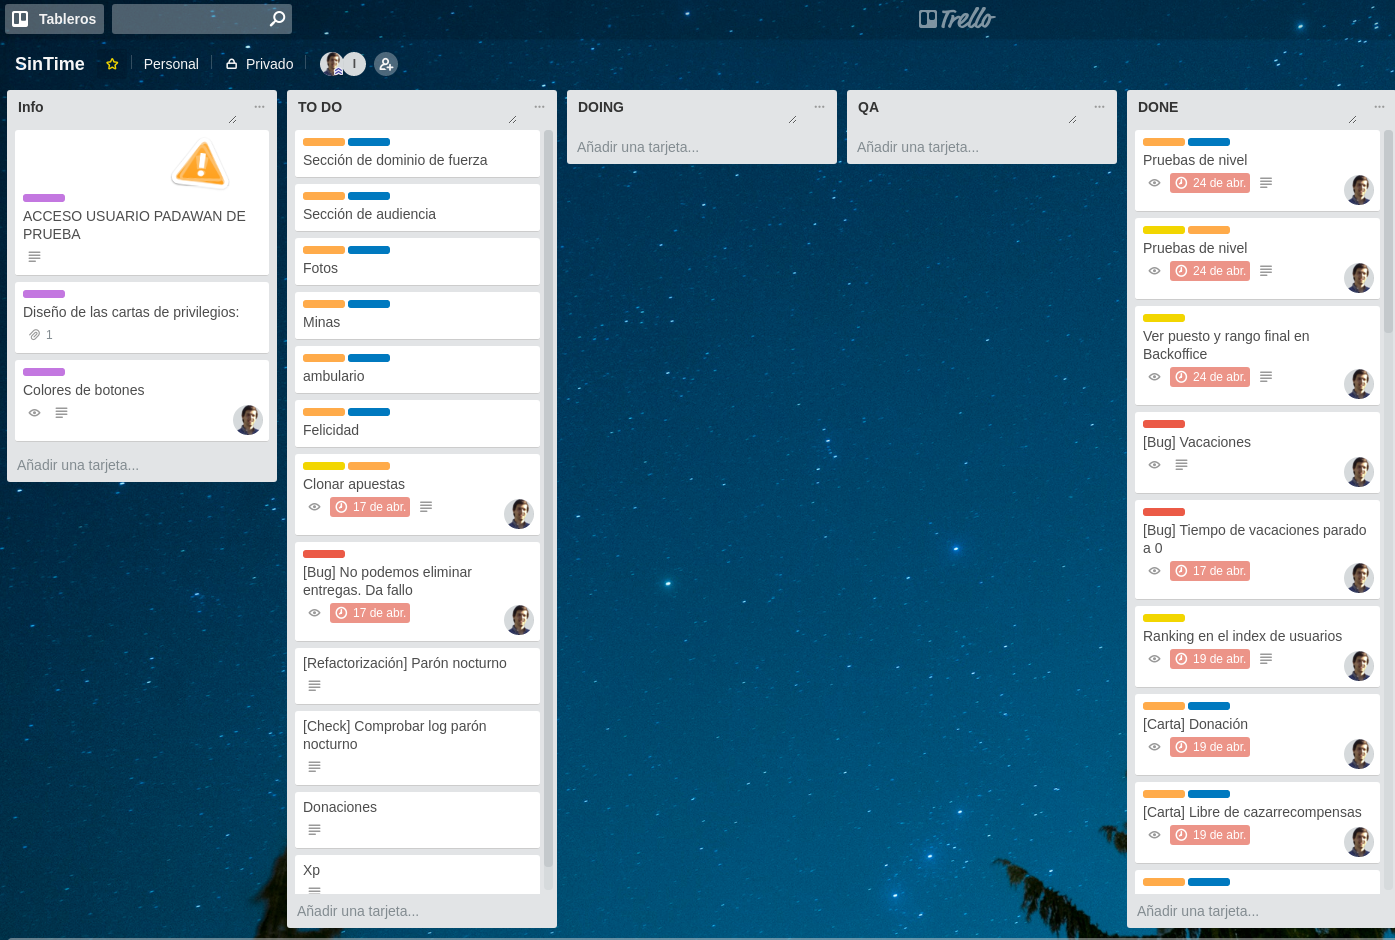 Tableros
Trello
SinTime
Personal
Privado
I
Info
ACCESO USUARIO PADAWAN DE
PRUEBA
Diseño de las cartas de privilegios:
1
Colores de botones
Añadir una tarjeta...
TO DO
Sección de dominio de fuerza
Sección de audiencia
Fotos
Minas
ambulario
Felicidad
Clonar apuestas
17 de abr.
[Bug] No podemos eliminar
entregas. Da fallo
17 de abr.
[Refactorización] Parón nocturno
[Check] Comprobar log parón
nocturno
Donaciones
Xp
Añadir una tarjeta...
DOING
Añadir una tarjeta...
QA
Añadir una tarjeta...
DONE
Pruebas de nivel
24 de abr.
Pruebas de nivel
24 de abr.
Ver puesto y rango final en
Backoffice
24 de abr.
[Bug] Vacaciones
[Bug] Tiempo de vacaciones parado
a 0
17 de abr.
Ranking en el index de usuarios
19 de abr.
[Carta] Donación
19 de abr.
[Carta] Libre de cazarrecompensas
19 de abr.
Añadir una tarjeta...